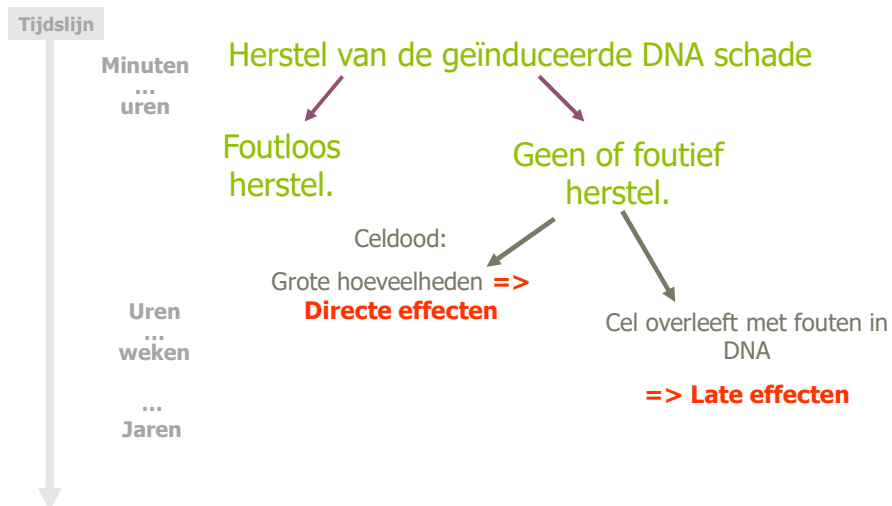 Tijdslijn
Minuten
...
uren
Herstel van de geïnduceerde DNA schade
Foutloos
herstel.
Geen of foutief
herstel.
Celdood:
Grote hoeveelheden =>
Directe effecten
Uren
...
weken
Cel overleeft met fouten in
DNA
=> Late effecten
...
Jaren